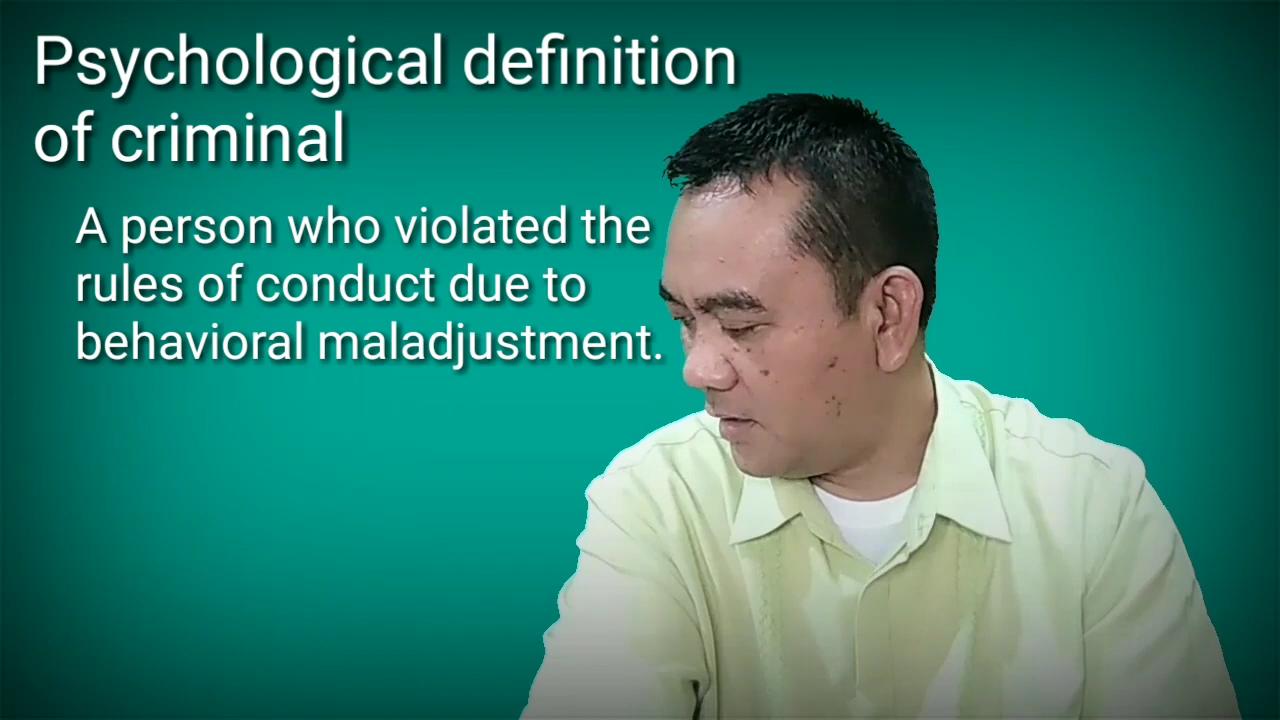 Psychological definition
of criminal
A person who violated the
rules of conduct due to
behavioral maladjustment.